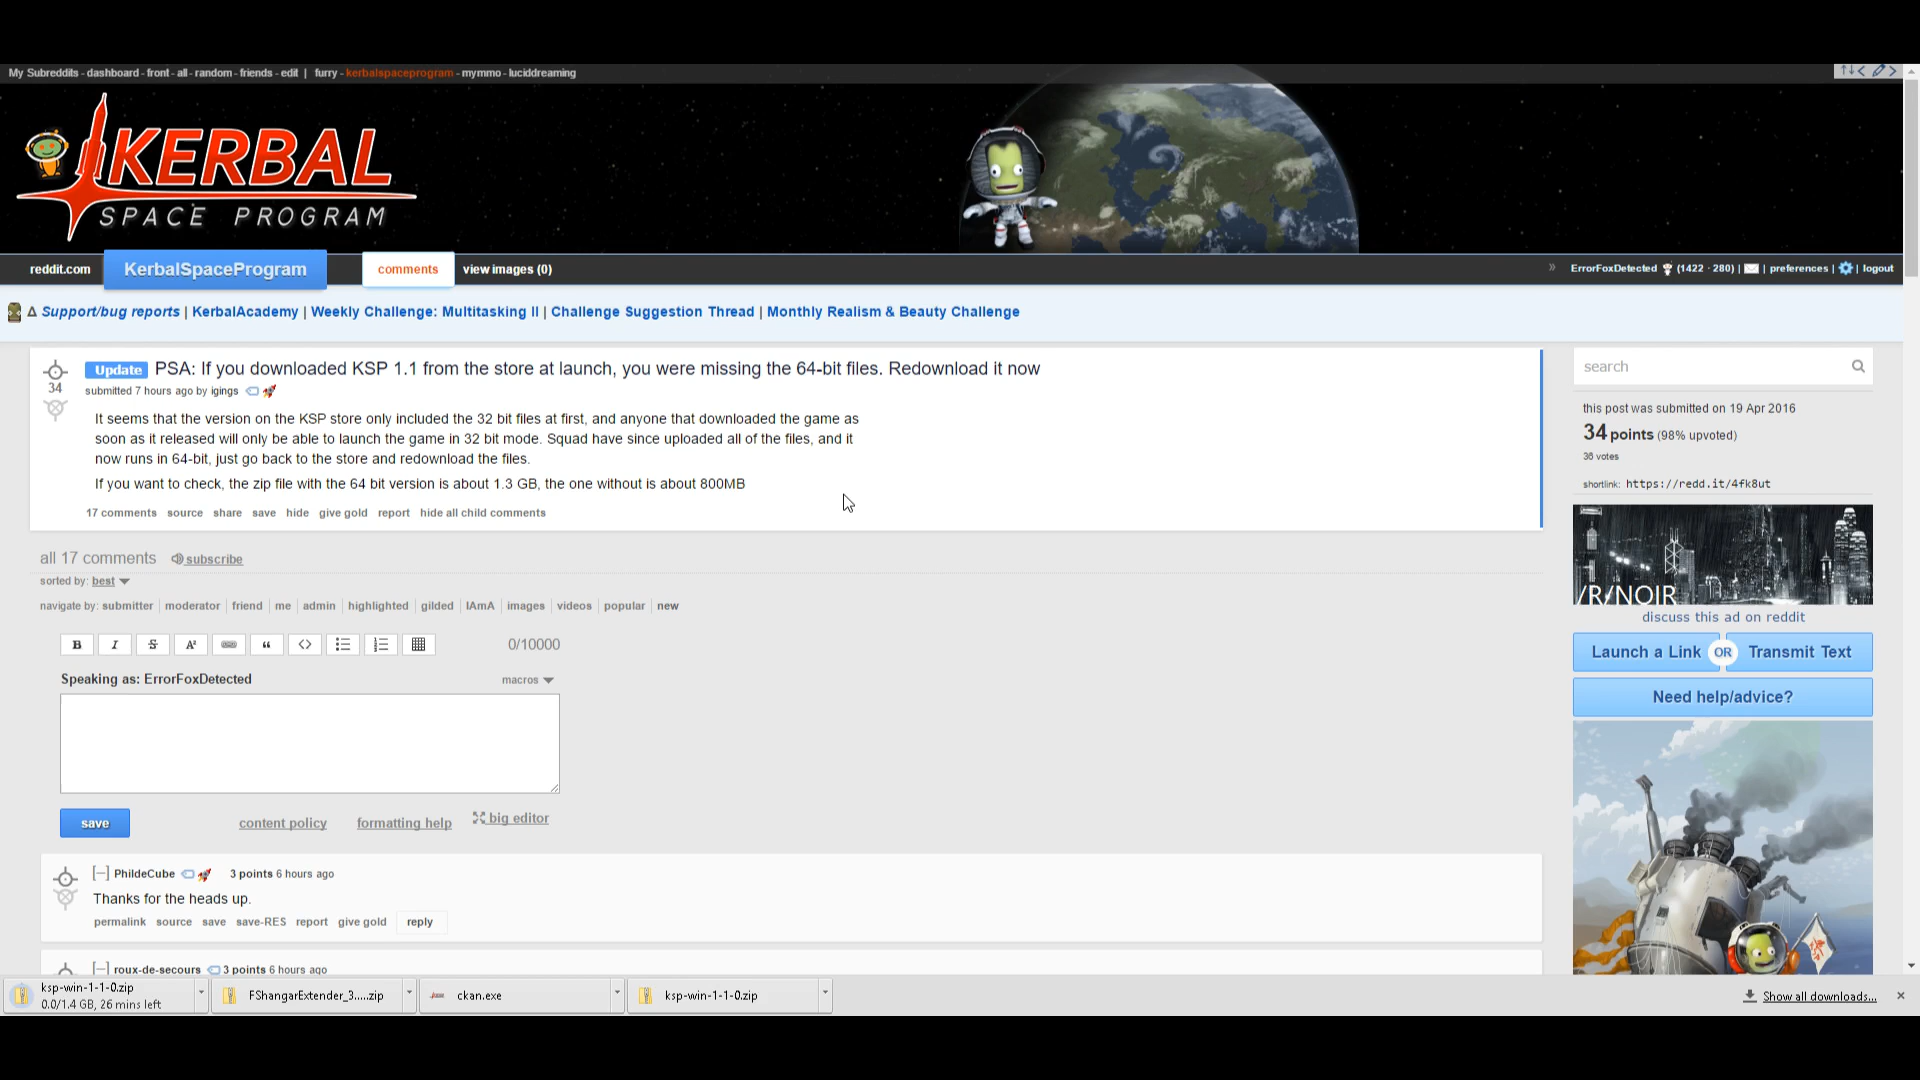 My Subreddits - dashboard - front - all - random - friends - edit | furry - kerbalspaceprogram - mymmo - luciddreaming
KERBAL
SPACE PROGRAM
reddit.com KerbalSpaceProgram comments view images (0)
» ErrorFoxDetected (1422 · 280) | | preferences | | logout
Δ Support/bug reports | KerbalAcademy | Weekly Challenge: Multitasking II | Challenge Suggestion Thread | Monthly Realism & Beauty Challenge
34
Update PSA: If you downloaded KSP 1.1 from the store at launch, you were missing the 64-bit files. Redownload it now
submitted 7 hours ago by igings
It seems that the version on the KSP store only included the 32 bit files at first, and anyone that downloaded the game as
soon as it released will only be able to launch the game in 32 bit mode. Squad have since uploaded all of the files, and it
now runs in 64-bit, just go back to the store and redownload the files.
If you want to check, the zip file with the 64 bit version is about 1.3 GB, the one without is about 800MB
17 comments source share save hide give gold report hide all child comments
all 17 comments subscribe
sorted by: best
navigate by: submitter | moderator | friend | me | admin | highlighted | gilded | IAmA | images | videos | popular | new
B I S A² “ <> 0/10000
Speaking as: ErrorFoxDetected macros
save content policy formatting help big editor
[–] PhildeCube 3 points 6 hours ago
Thanks for the heads up.
permalink source save save-RES report give gold reply
[–] roux-de-secours 3 points 6 hours ago
search
this post was submitted on 19 Apr 2016
34 points (98% upvoted)
36 votes
shortlink: https://redd.it/4fk8ut
/R/NOIR
discuss this ad on reddit
Launch a Link OR Transmit Text
Need help/advice?
ksp-win-1-1-0.zip
0.0/1.4 GB, 26 mins left
FShangarExtender_3.....zip
ckan.exe
ksp-win-1-1-0.zip
Show all downloads... ×